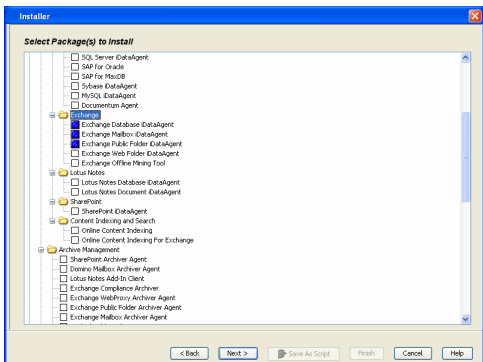 Installer
Select Package(s) to Install
SQL Server iDataAgent
SAP for Oracle
SAP for MaxDB
Sybase iDataAgent
MySQL iDataAgent
Documentum Agent
Exchange
Exchange Database iDataAgent
Exchange Mailbox iDataAgent
Exchange Public Folder iDataAgent
Exchange Web Folder iDataAgent
Exchange Offline Mining Tool
Lotus Notes
Lotus Notes Database iDataAgent
Lotus Notes Document iDataAgent
SharePoint
SharePoint iDataAgent
Content Indexing and Search
Online Content Indexing
Online Content Indexing For Exchange
Archive Management
SharePoint Archiver Agent
Domino Mailbox Archiver Agent
Lotus Notes Add-In Client
Exchange Compliance Archiver
Exchange WebProxy Archiver Agent
Exchange Public Folder Archiver Agent
Exchange Mailbox Archiver Agent
< Back Next > Save As Script Finish Cancel Help